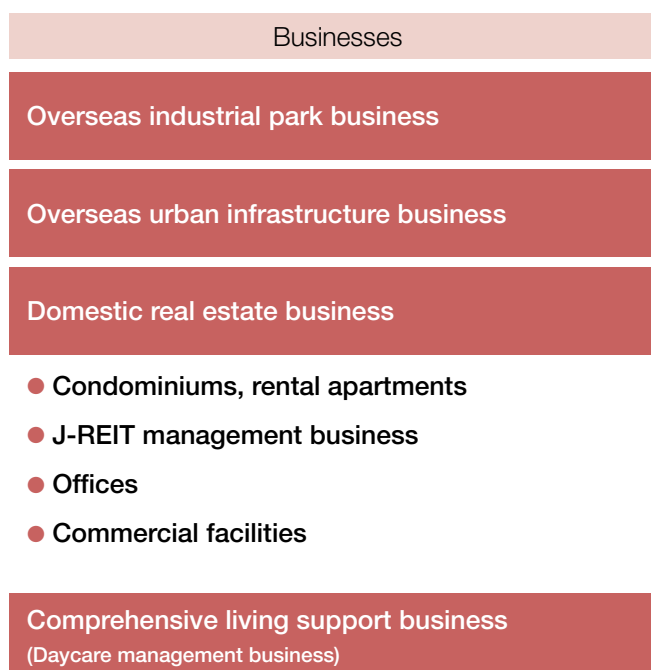 Businesses
Overseas industrial park business
Overseas urban infrastructure business
Domestic real estate business
● Condominiums, rental apartments
● J-REIT management business
● Offices
● Commercial facilities
Comprehensive living support business
(Daycare management business)